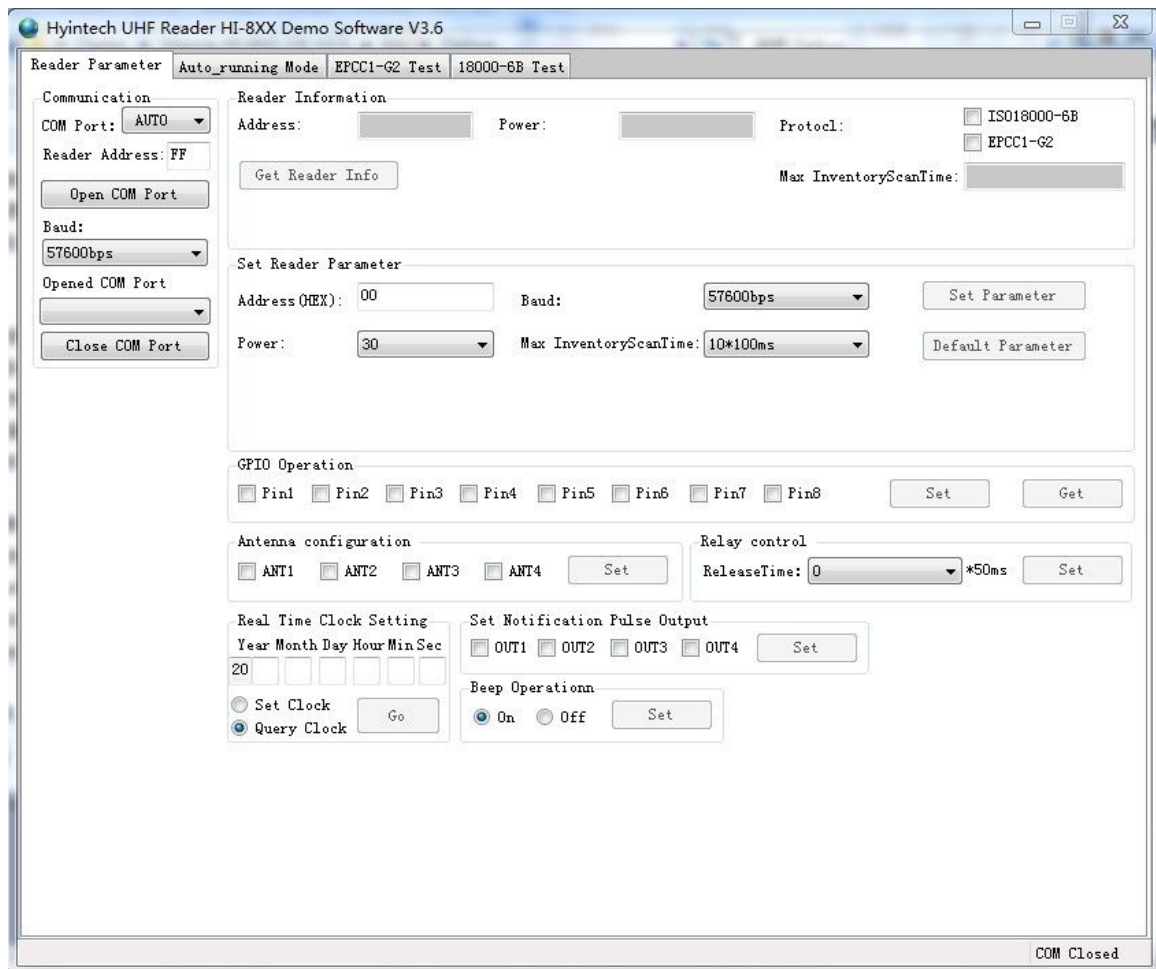 Hyintech UHF Reader HI-8XX Demo Software V3.6
Reader Parameter Auto_running Mode EPCC1-G2 Test 18000-6B Test
Communication
COM Port: AUTO
Reader Address: FF
Open COM Port
Baud:
57600bps
Opened COM Port
Close COM Port
Reader Information
Address: Power: Protocl: ISO18000-6B
EPCC1-G2
Get Reader Info Max InventoryScanTime:
Set Reader Parameter
Address(HEX): 00 Baud: 57600bps Set Parameter
Power: 30 Max InventoryScanTime: 10*100ms Default Parameter
GPIO Operation
Pin1 Pin2 Pin3 Pin4 Pin5 Pin6 Pin7 Pin8 Set Get
Antenna configuration
ANT1 ANT2 ANT3 ANT4 Set
Relay control
ReleaseTime: 0 *50ms Set
Real Time Clock Setting
Year Month Day Hour Min Sec
20
Set Clock
Query Clock
Go
Set Notification Pulse Output
OUT1 OUT2 OUT3 OUT4 Set
Beep Operationn
On Off Set
COM Closed